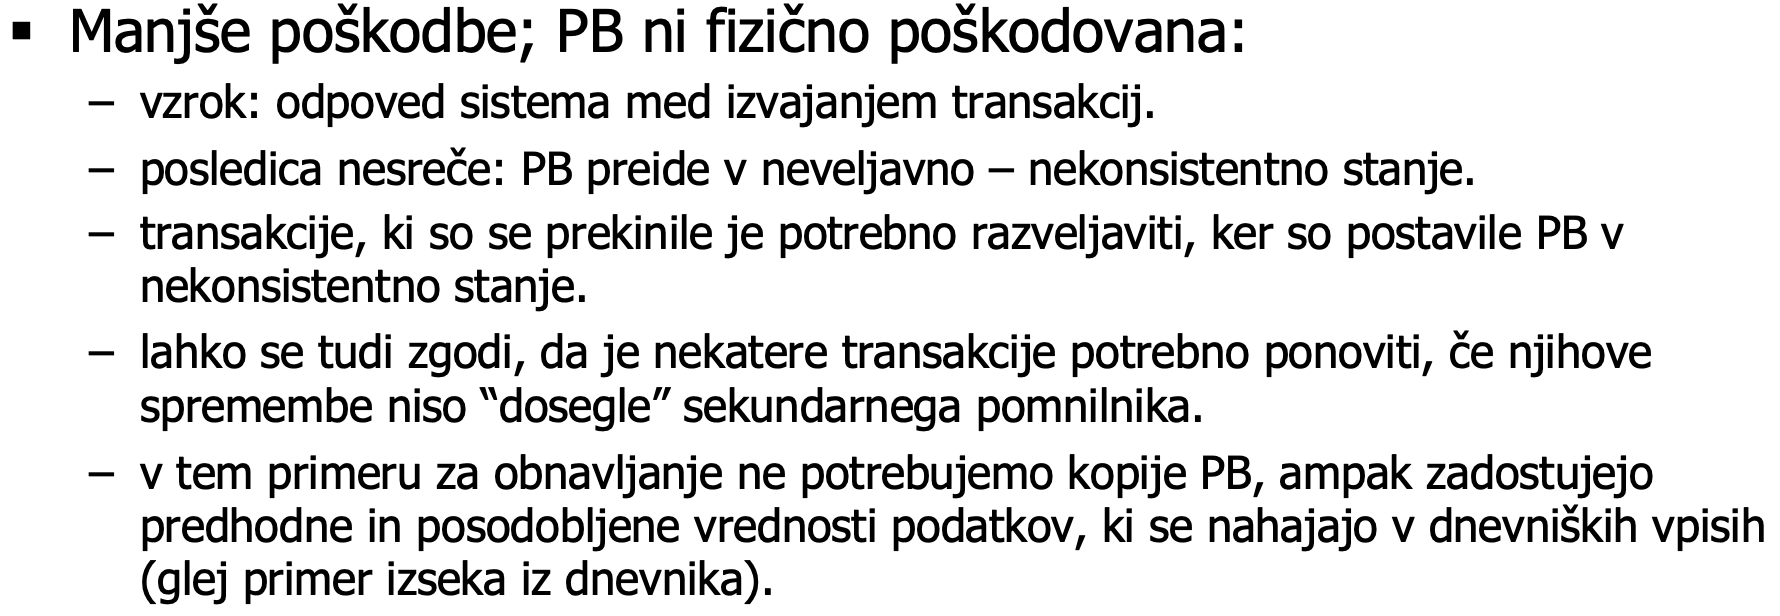 ▪ Manjše poškodbe; PB ni fizično poškodovana:
– vzrok: odpoved sistema med izvajanjem transakcij.
– posledica nesreče: PB preide v neveljavno – nekonsistentno stanje.
– transakcije, ki so se prekinile je potrebno razveljaviti, ker so postavile PB v
nekonsistentno stanje.
– lahko se tudi zgodi, da je nekatere transakcije potrebno ponoviti, če njihove
spremembe niso “dosegle” sekundarnega pomnilnika.
– v tem primeru za obnavljanje ne potrebujemo kopije PB, ampak zadostujejo
predhodne in posodobljene vrednosti podatkov, ki se nahajajo v dnevniških vpisih
(glej primer izseka iz dnevnika).